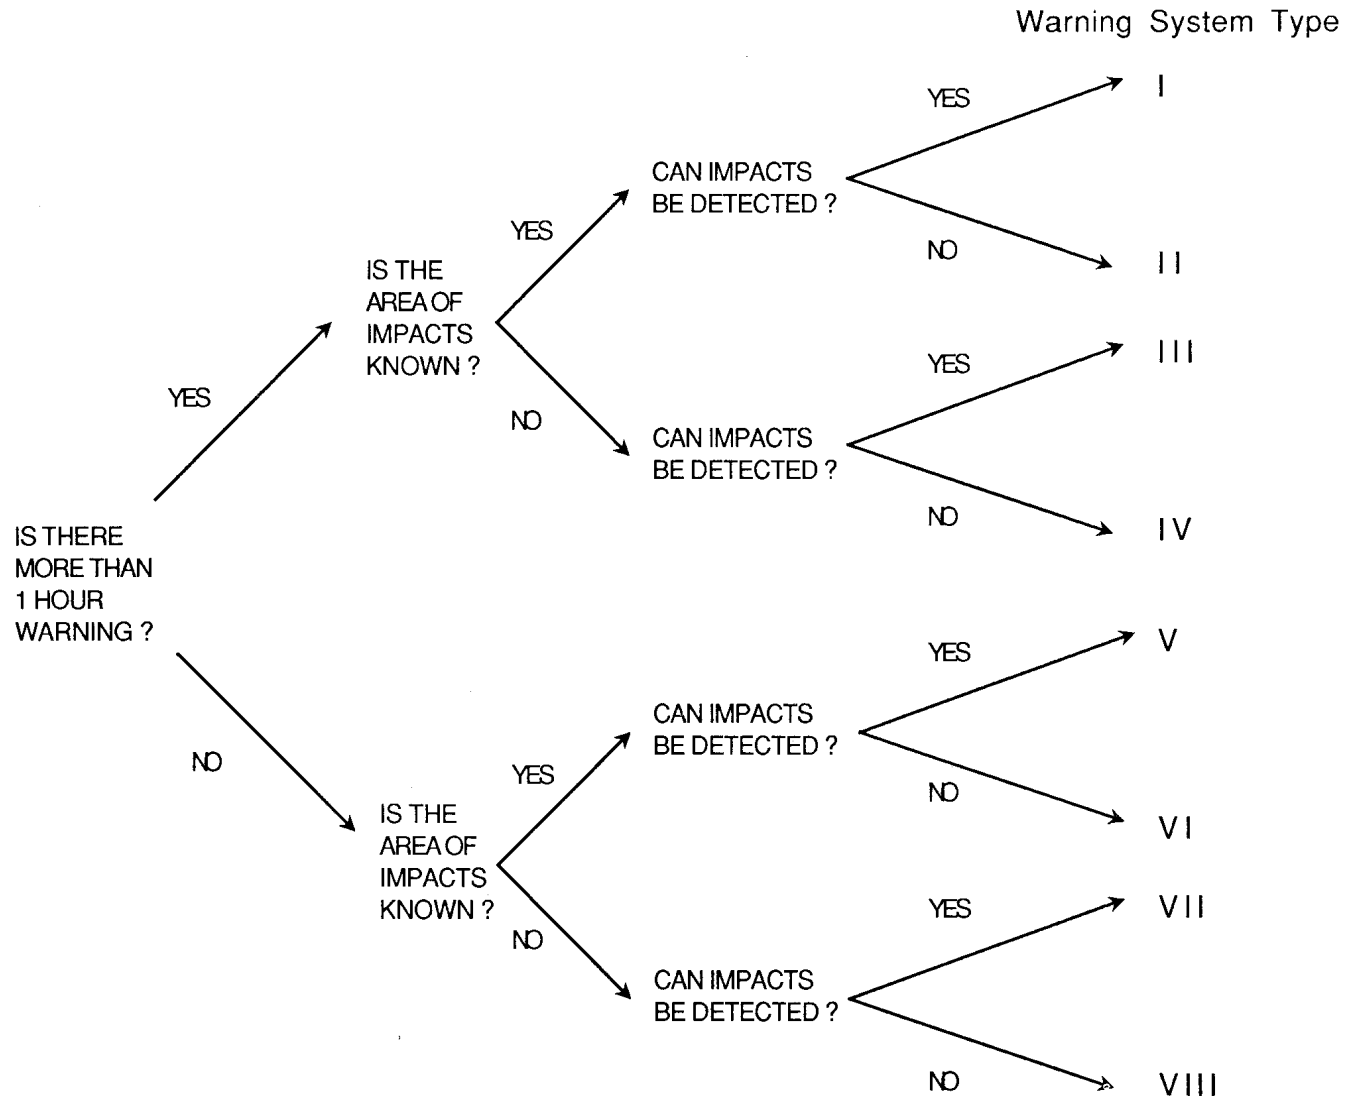 Warning System Type
YES
I
CAN IMPACTS
BE DETECTED ?
YES
NO
II
IS THE
AREA OF
IMPACTS
KNOWN ?
YES
III
YES
NO
CAN IMPACTS
BE DETECTED ?
NO
IV
IS THERE
MORE THAN
1 HOUR
WARNING ?
YES
V
CAN IMPACTS
BE DETECTED ?
NO
YES
NO
VI
IS THE
AREA OF
IMPACTS
KNOWN ?
YES
VII
NO
CAN IMPACTS
BE DETECTED ?
NO
VIII